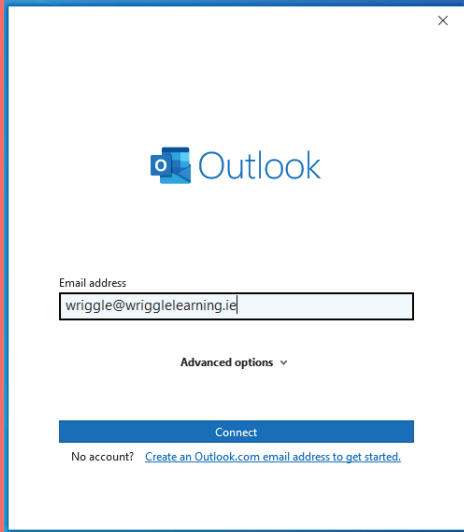 Outlook
Email address
wriggle@wrigglelearning.ie
Advanced options
Connect
No account? Create an Outlook.com email address to get started.